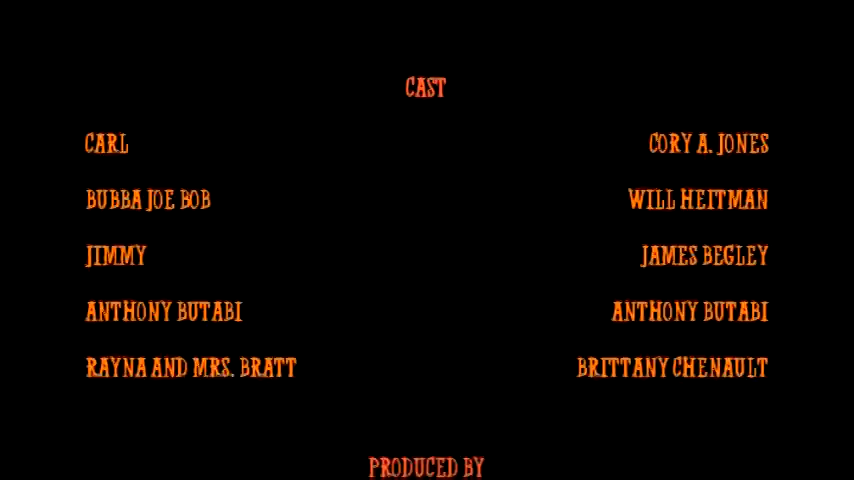 CAST
CARL CORY A. JONES
BUBBA JOE BOB WILL HEITMAN
JIMMY JAMES BEGLEY
ANTHONY BUTABI ANTHONY BUTABI
RAYNA AND MRS. BRATT BRITTANY CHENAULT
PRODUCED BY